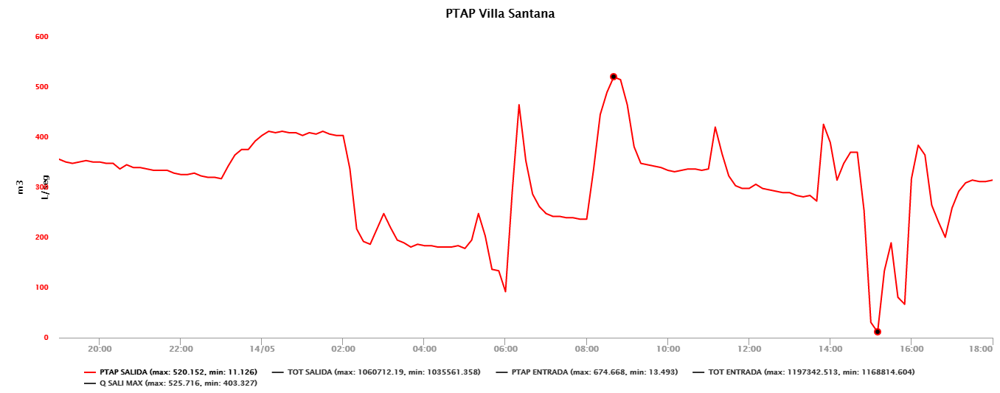 PTAP Villa Santana
600
500
400
300
200
100
0
m3
L/seg
20:00 22:00 14/05 02:00 04:00 06:00 08:00 10:00 12:00 14:00 16:00 18:00
PTAP SALIDA (max: 520.152, min: 11.126) TOT SALIDA (max: 1060712.19, min: 1035561.358) PTAP ENTRADA (max: 674.668, min: 13.493) TOT ENTRADA (max: 1197342.513, min: 1168814.604)
Q SALI MAX (max: 525.716, min: 403.327)